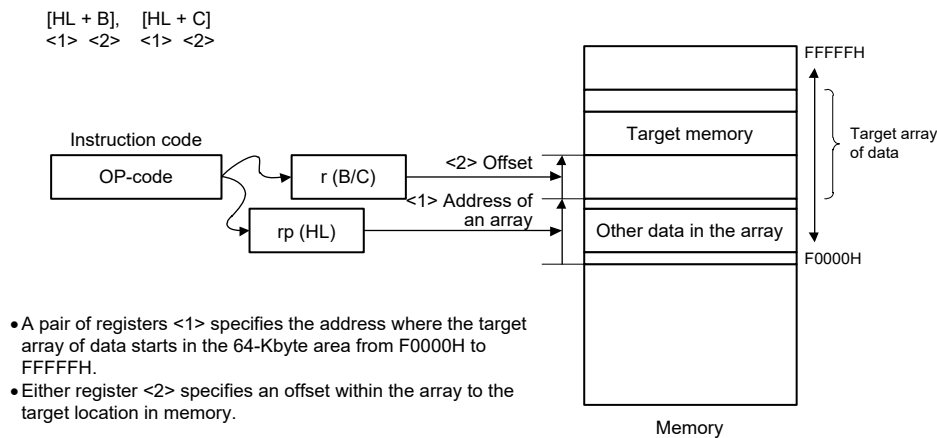 [HL + B], [HL + C]
<1> <2> <1> <2>
FFFFFH
Instruction code
OP-code
r (B/C)
rp (HL)
<2> Offset
<1> Address of
an array
Target memory
Target array
of data
Other data in the array
F0000H
• A pair of registers <1> specifies the address where the target
array of data starts in the 64-Kbyte area from F0000H to
FFFFFH.
• Either register <2> specifies an offset within the array to the
target location in memory.
Memory